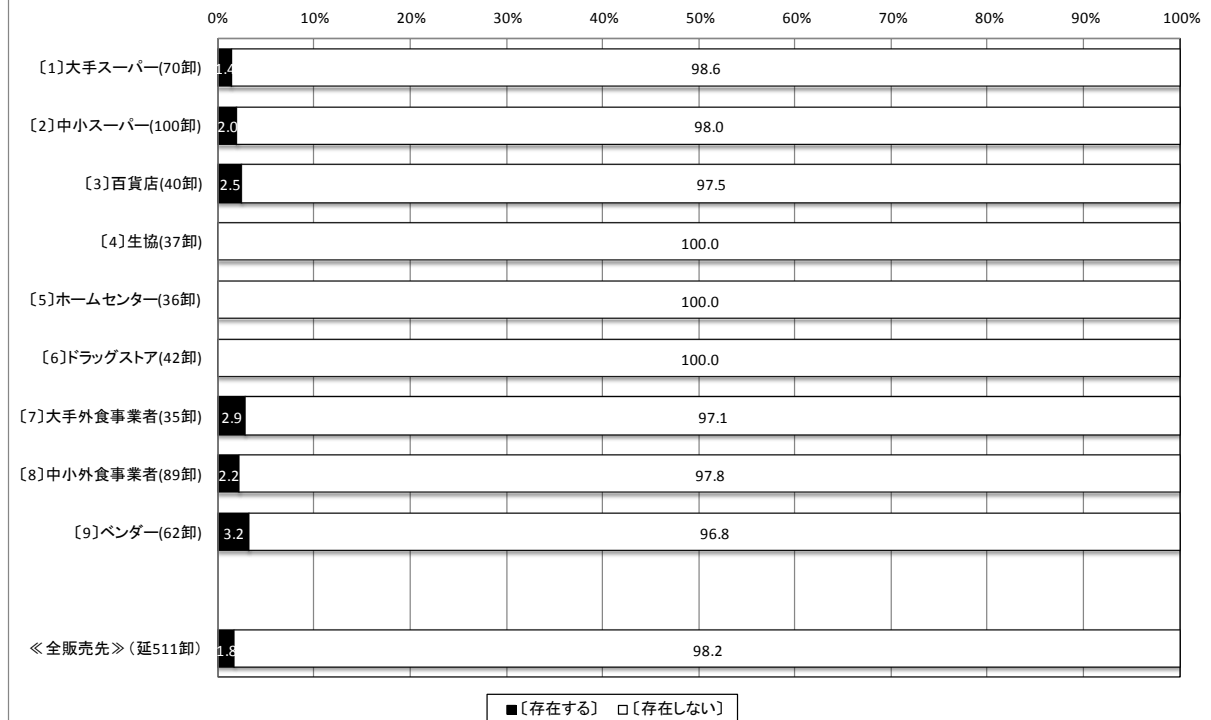 0% 10% 20% 30% 40% 50% 60% 70% 80% 90% 100%
〔1〕大手スーパー(70卸) 1.4 98.6
〔2〕中小スーパー(100卸) 2.0 98.0
〔3〕百貨店(40卸) 2.5 97.5
〔4〕生協(37卸) 100.0
〔5〕ホームセンター(36卸) 100.0
〔6〕ドラッグストア(42卸) 100.0
〔7〕大手外食事業者(35卸) 2.9 97.1
〔8〕中小外食事業者(89卸) 2.2 97.8
〔9〕ベンダー(62卸) 3.2 96.8
≪全販売先≫（延511卸） 1.8 98.2
■〔存在する〕 □〔存在しない〕